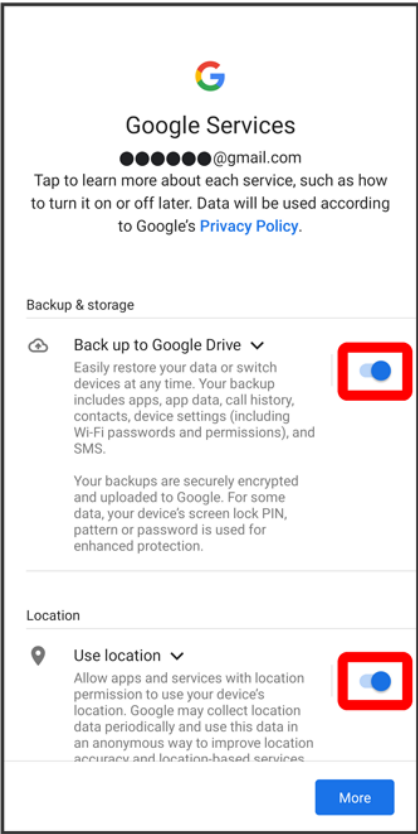 Google Services
●●●●●●@gmail.com
Tap to learn more about each service, such as how
to turn it on or off later. Data will be used according
to Google's Privacy Policy.
Backup & storage
Back up to Google Drive
Easily restore your data or switch
devices at any time. Your backup
includes apps, app data, call history,
contacts, device settings (including
Wi-Fi passwords and permissions), and
SMS.
Your backups are securely encrypted
and uploaded to Google. For some
data, your device's screen lock PIN,
pattern or password is used for
enhanced protection.
Location
Use location
Allow apps and services with location
permission to use your device's
location. Google may collect location
data periodically and use this data in
an anonymous way to improve location
accuracy and location-based services
More